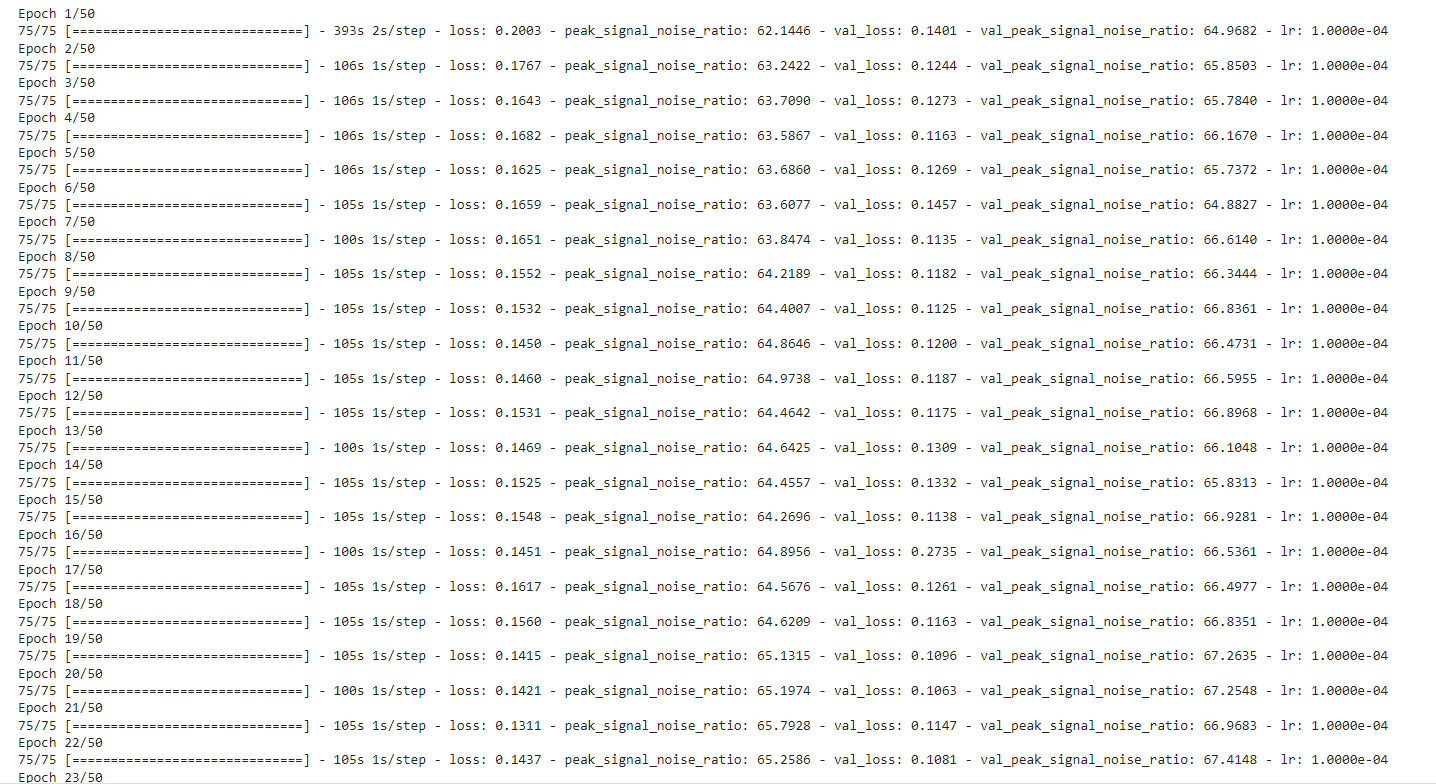 Epoch 1/50
75/75 [==============================] - 393s 2s/step - loss: 0.2003 - peak_signal_noise_ratio: 62.1446 - val_loss: 0.1401 - val_peak_signal_noise_ratio: 64.9682 - lr: 1.0000e-04
Epoch 2/50
75/75 [==============================] - 106s 1s/step - loss: 0.1767 - peak_signal_noise_ratio: 63.2422 - val_loss: 0.1244 - val_peak_signal_noise_ratio: 65.8503 - lr: 1.0000e-04
Epoch 3/50
75/75 [==============================] - 106s 1s/step - loss: 0.1643 - peak_signal_noise_ratio: 63.7090 - val_loss: 0.1273 - val_peak_signal_noise_ratio: 65.7840 - lr: 1.0000e-04
Epoch 4/50
75/75 [==============================] - 106s 1s/step - loss: 0.1682 - peak_signal_noise_ratio: 63.5867 - val_loss: 0.1163 - val_peak_signal_noise_ratio: 66.1670 - lr: 1.0000e-04
Epoch 5/50
75/75 [==============================] - 106s 1s/step - loss: 0.1625 - peak_signal_noise_ratio: 63.6860 - val_loss: 0.1269 - val_peak_signal_noise_ratio: 65.7372 - lr: 1.0000e-04
Epoch 6/50
75/75 [==============================] - 105s 1s/step - loss: 0.1659 - peak_signal_noise_ratio: 63.6077 - val_loss: 0.1457 - val_peak_signal_noise_ratio: 64.8827 - lr: 1.0000e-04
Epoch 7/50
75/75 [==============================] - 100s 1s/step - loss: 0.1651 - peak_signal_noise_ratio: 63.8474 - val_loss: 0.1135 - val_peak_signal_noise_ratio: 66.6140 - lr: 1.0000e-04
Epoch 8/50
75/75 [==============================] - 105s 1s/step - loss: 0.1552 - peak_signal_noise_ratio: 64.2189 - val_loss: 0.1182 - val_peak_signal_noise_ratio: 66.3444 - lr: 1.0000e-04
Epoch 9/50
75/75 [==============================] - 105s 1s/step - loss: 0.1532 - peak_signal_noise_ratio: 64.4007 - val_loss: 0.1125 - val_peak_signal_noise_ratio: 66.8361 - lr: 1.0000e-04
Epoch 10/50
75/75 [==============================] - 105s 1s/step - loss: 0.1450 - peak_signal_noise_ratio: 64.8646 - val_loss: 0.1200 - val_peak_signal_noise_ratio: 66.4731 - lr: 1.0000e-04
Epoch 11/50
75/75 [==============================] - 105s 1s/step - loss: 0.1460 - peak_signal_noise_ratio: 64.9738 - val_loss: 0.1187 - val_peak_signal_noise_ratio: 66.5955 - lr: 1.0000e-04
Epoch 12/50
75/75 [==============================] - 105s 1s/step - loss: 0.1531 - peak_signal_noise_ratio: 64.4642 - val_loss: 0.1175 - val_peak_signal_noise_ratio: 66.8968 - lr: 1.0000e-04
Epoch 13/50
75/75 [==============================] - 100s 1s/step - loss: 0.1469 - peak_signal_noise_ratio: 64.6425 - val_loss: 0.1309 - val_peak_signal_noise_ratio: 66.1048 - lr: 1.0000e-04
Epoch 14/50
75/75 [==============================] - 105s 1s/step - loss: 0.1525 - peak_signal_noise_ratio: 64.4557 - val_loss: 0.1332 - val_peak_signal_noise_ratio: 65.8313 - lr: 1.0000e-04
Epoch 15/50
75/75 [==============================] - 105s 1s/step - loss: 0.1548 - peak_signal_noise_ratio: 64.2696 - val_loss: 0.1138 - val_peak_signal_noise_ratio: 66.9281 - lr: 1.0000e-04
Epoch 16/50
75/75 [==============================] - 100s 1s/step - loss: 0.1451 - peak_signal_noise_ratio: 64.8956 - val_loss: 0.2735 - val_peak_signal_noise_ratio: 66.5361 - lr: 1.0000e-04
Epoch 17/50
75/75 [==============================] - 105s 1s/step - loss: 0.1617 - peak_signal_noise_ratio: 64.5676 - val_loss: 0.1261 - val_peak_signal_noise_ratio: 66.4977 - lr: 1.0000e-04
Epoch 18/50
75/75 [==============================] - 105s 1s/step - loss: 0.1560 - peak_signal_noise_ratio: 64.6209 - val_loss: 0.1163 - val_peak_signal_noise_ratio: 66.8351 - lr: 1.0000e-04
Epoch 19/50
75/75 [==============================] - 105s 1s/step - loss: 0.1415 - peak_signal_noise_ratio: 65.1315 - val_loss: 0.1096 - val_peak_signal_noise_ratio: 67.2635 - lr: 1.0000e-04
Epoch 20/50
75/75 [==============================] - 100s 1s/step - loss: 0.1421 - peak_signal_noise_ratio: 65.1974 - val_loss: 0.1063 - val_peak_signal_noise_ratio: 67.2548 - lr: 1.0000e-04
Epoch 21/50
75/75 [==============================] - 105s 1s/step - loss: 0.1311 - peak_signal_noise_ratio: 65.7928 - val_loss: 0.1147 - val_peak_signal_noise_ratio: 66.9683 - lr: 1.0000e-04
Epoch 22/50
75/75 [==============================] - 105s 1s/step - loss: 0.1437 - peak_signal_noise_ratio: 65.2586 - val_loss: 0.1081 - val_peak_signal_noise_ratio: 67.4148 - lr: 1.0000e-04
Epoch 23/50